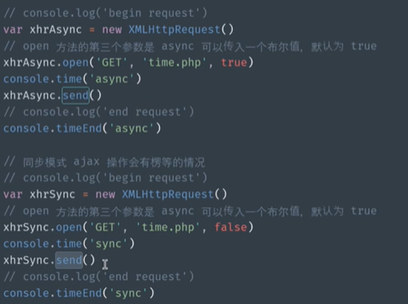 // console.log('begin request')
var xhrAsync = new XMLHttpRequest()
// open 方法的第三个参数是 async 可以传入一个布尔值，默认为 true
xhrAsync.open('GET', 'time.php', true)
console.time('async')
xhrAsync.send()
// console.log('end request')
console.timeEnd('async')

// 同步模式 ajax 操作会有楞等的情况
// console.log('begin request')
var xhrSync = new XMLHttpRequest()
// open 方法的第三个参数是 async 可以传入一个布尔值，默认为 true
xhrSync.open('GET', 'time.php', false)
console.time('sync')
xhrSync.send()
// console.log('end request')
console.timeEnd('sync')